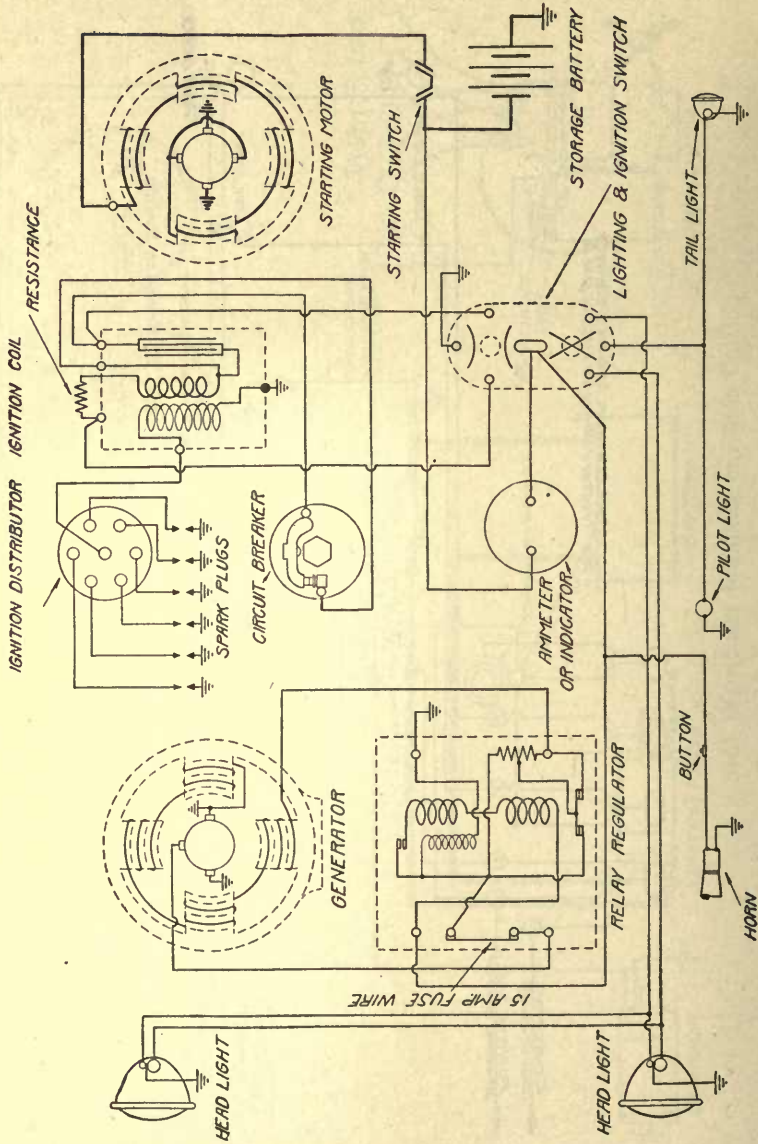 IGNITION DISTRIBUTOR
IGNITION COIL
RESISTANCE
STARTING MOTOR
SPARK PLUGS
CIRCUIT BREAKER
STARTING SWITCH
STORAGE BATTERY
LIGHTING & IGNITION SWITCH
TAIL LIGHT
AMMETER
OR INDICATOR
PILOT LIGHT
GENERATOR
RELAY REGULATOR
15 AMP FUSE WIRE
BUTTON
HORN
HEAD LIGHT
HEAD LIGHT